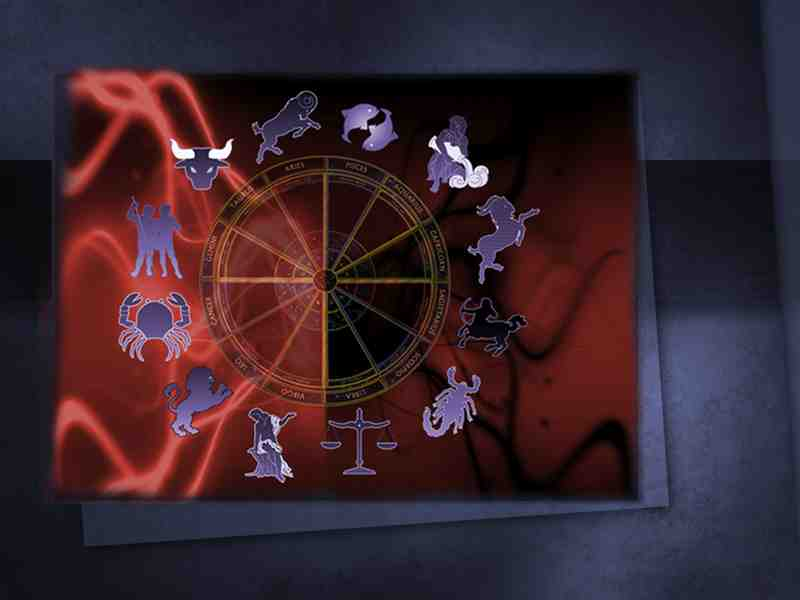 ARIES
PISCES
AQUARIUS
CAPRICORN
SAGITTARIUS
SCORPIO
LIBRA
VIRGO
LEO
CANCER
GEMINI
TAURUS